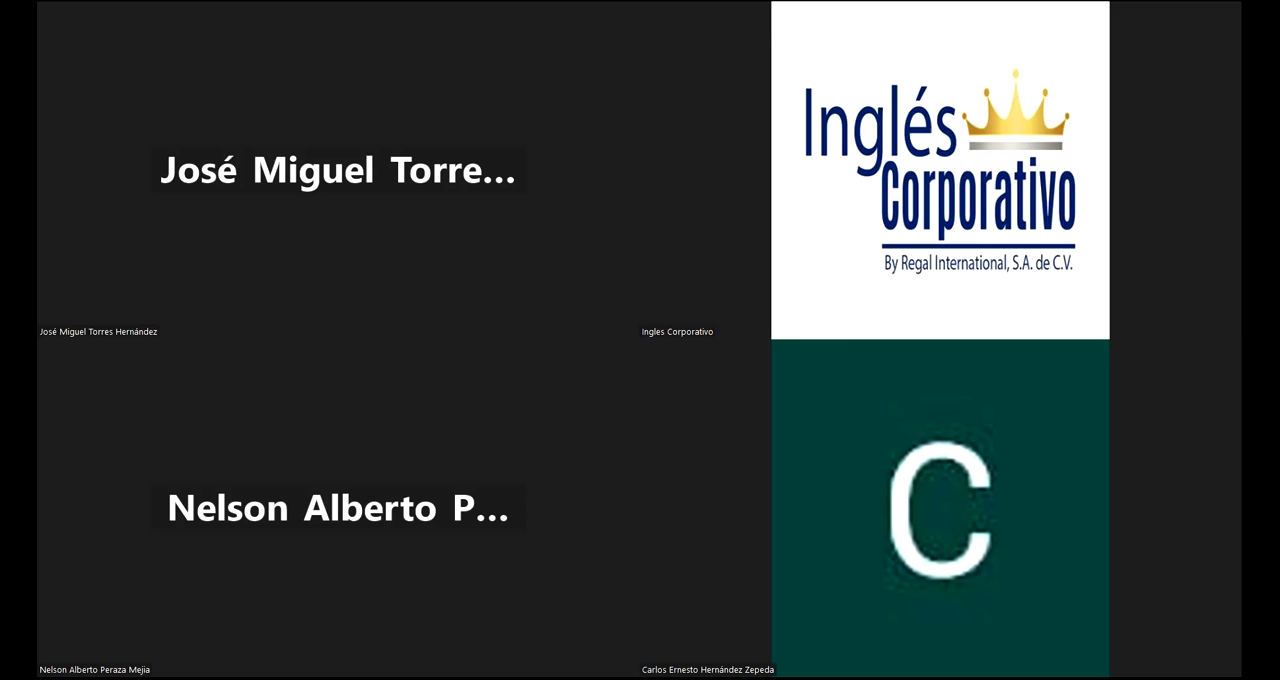 José Miguel Torre...
José Miguel Torres Hernández
Inglés
Corporativo
By Regal International, S.A. de C.V.
Ingles Corporativo
Nelson Alberto P...
Nelson Alberto Peraza Mejia
C
Carlos Ernesto Hernández Zepeda